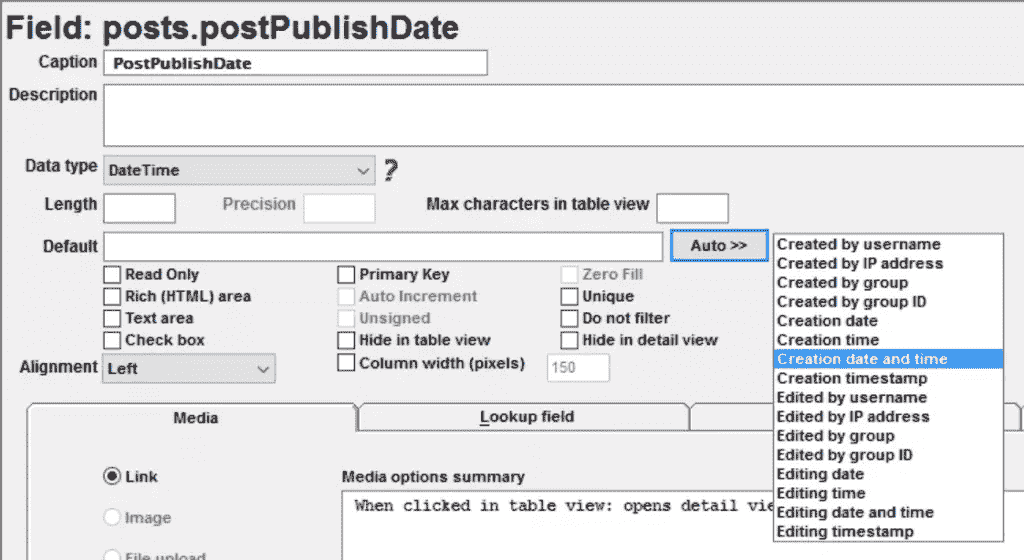 Field: posts.postPublishDate
Caption PostPublishDate
Description
Data type DateTime ?
Length Precision Max characters in table view
Default Auto >>
Created by username
Created by IP address
Created by group
Created by group ID
Creation date
Creation time
Creation date and time
Creation timestamp
Edited by username
Edited by IP address
Edited by group
Edited by group ID
Editing date
Editing time
Editing date and time
Editing timestamp
Read Only Primary Key Zero Fill
Rich (HTML) area Auto Increment Unique
Text area Unsigned Do not filter
Check box Hide in table view Hide in detail view
Alignment Left Column width (pixels) 150
Media Lookup field
Link Media options summary
Image When clicked in table view: opens detail vie
File upload